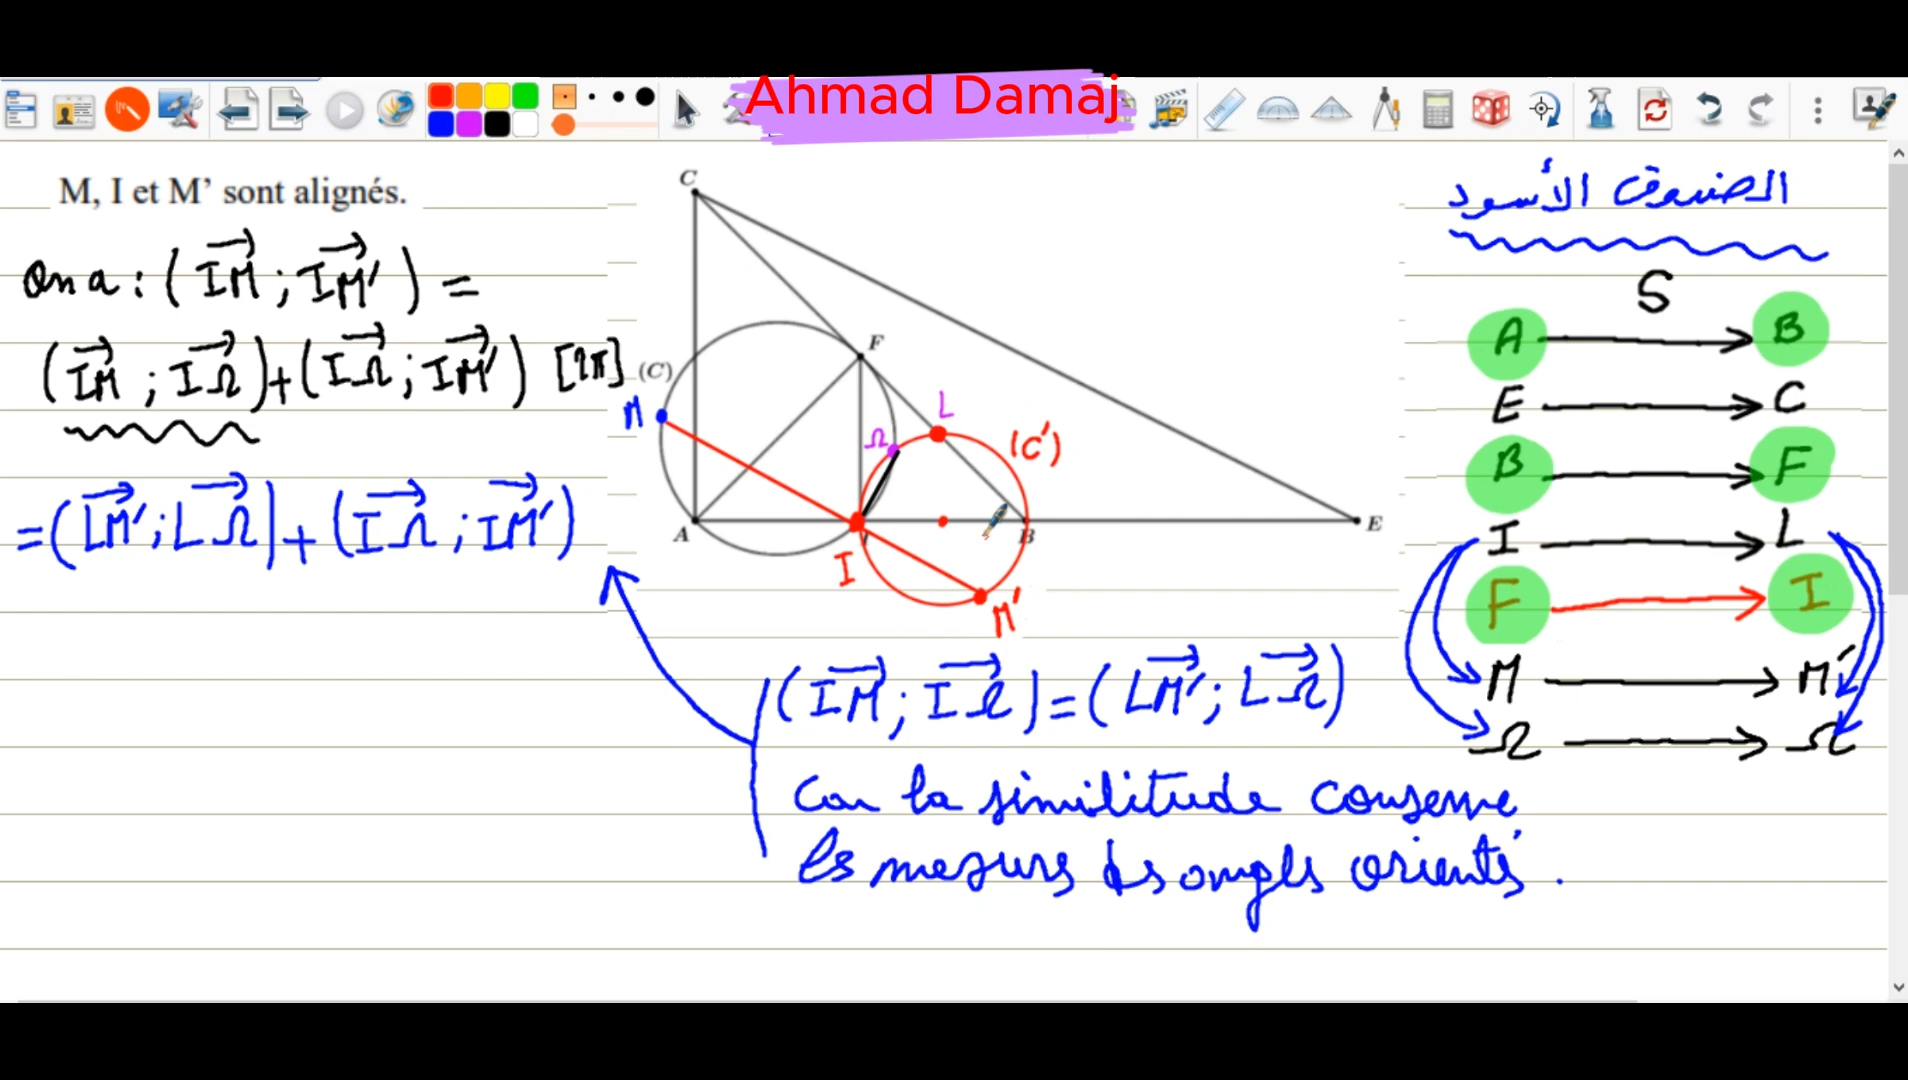 Ahmad Damaj
M, I et M' sont alignés.
On a : (IM ; IM') =
(IM ; IΩ) + (IΩ ; IM') [2π]
= (LM' ; LΩ) + (IΩ ; IM')
C
F
(C)
M
L
Ω
(C')
A
B
E
I
M'
(IM ; IΩ) = (LM' ; LΩ)
Car la similitude conserve
les mesures des angles orientés.
الصندوق الأسود
S
A → B
E → C
B → F
I → L
F → I
M → M'
Ω → Ω